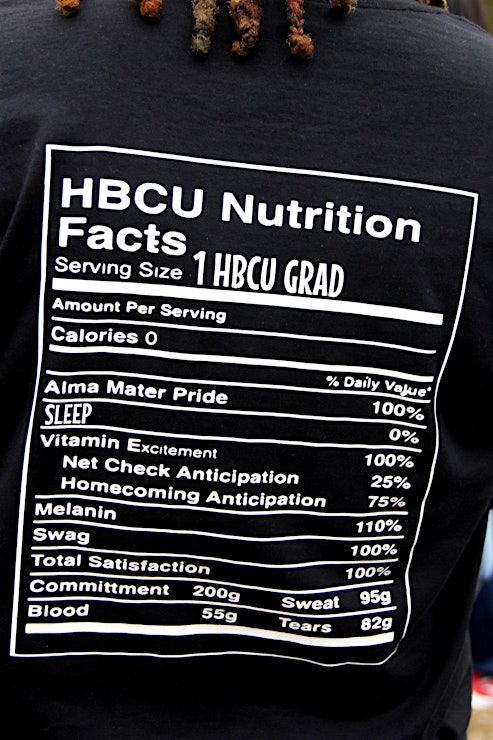 HBCU Nutrition
Facts
Serving Size 1 HBCU GRAD
Amount Per Serving
Calories 0
% Daily Value*
Alma Mater Pride 100%
SLEEP 0%
Vitamin Excitement 100%
Net Check Anticipation 25%
Homecoming Anticipation 75%
Melanin 110%
Swag 100%
Total Satisfaction 100%
Committment 200g Sweat 95g
Blood 55g Tears 82g